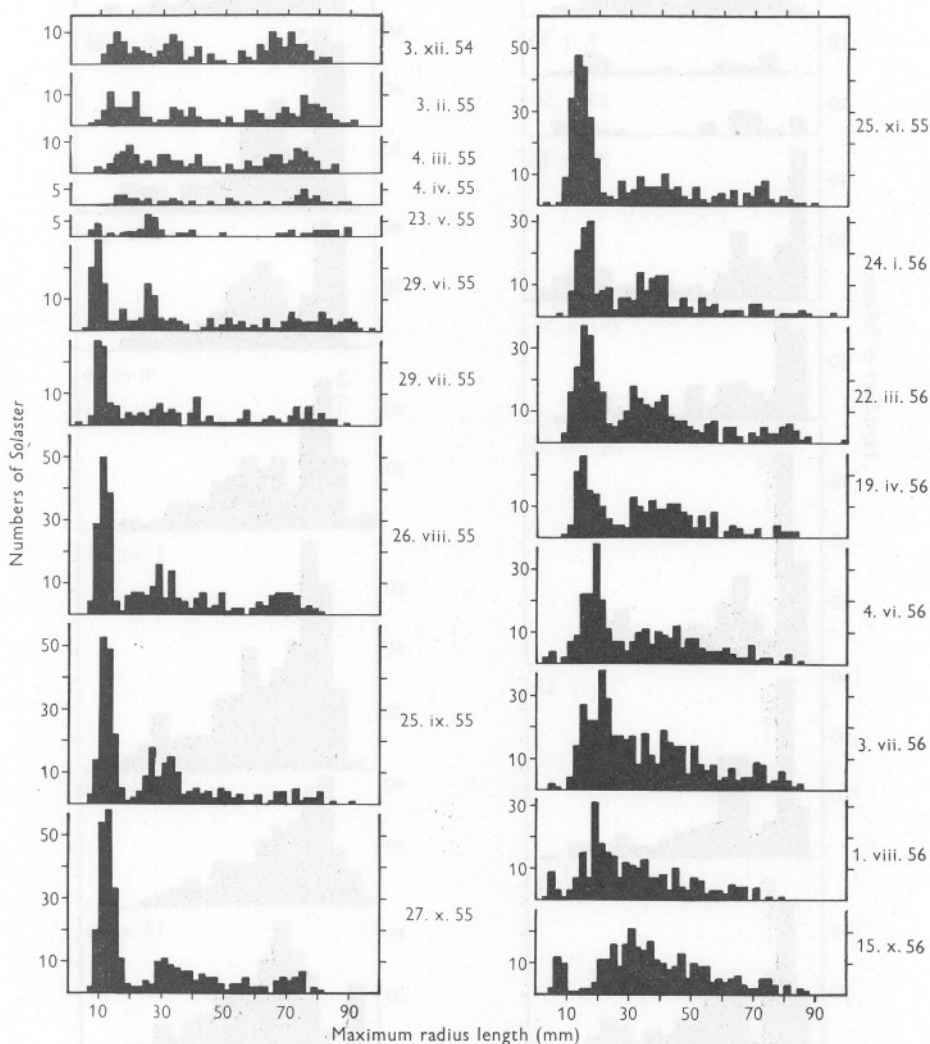 Numbers of Solaster
10
3. xii. 54
10
3. ii. 55
10
4. iii. 55
5
4. iv. 55
5
23. v. 55
10
29. vi. 55
10
29. vii. 55
50
30
10
26. viii. 55
50
30
10
25. ix. 55
50
30
10
27. x. 55
10 30 50 70 90
50
30
10
25. xi. 55
30
10
24. i. 56
30
10
22. iii. 56
10
19. iv. 56
30
10
4. vi. 56
30
10
3. vii. 56
30
10
1. viii. 56
10
15. x. 56
10 30 50 70 90
Maximum radius length (mm)